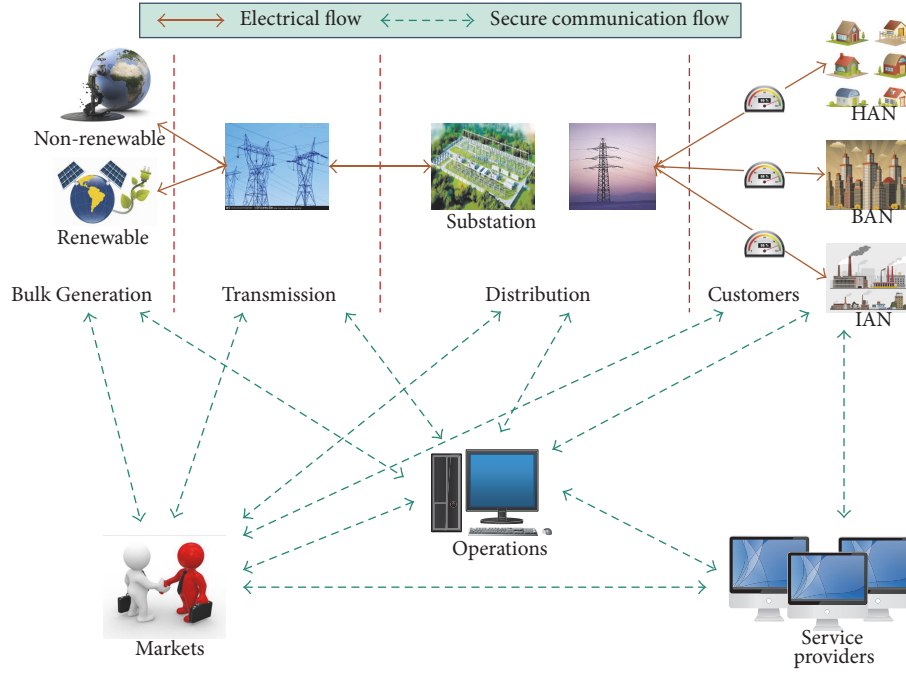 Electrical flow
Secure communication flow
Non-renewable
Renewable
Substation
HAN
BAN
IAN
Bulk Generation
Transmission
Distribution
Customers
Operations
Markets
Service
providers